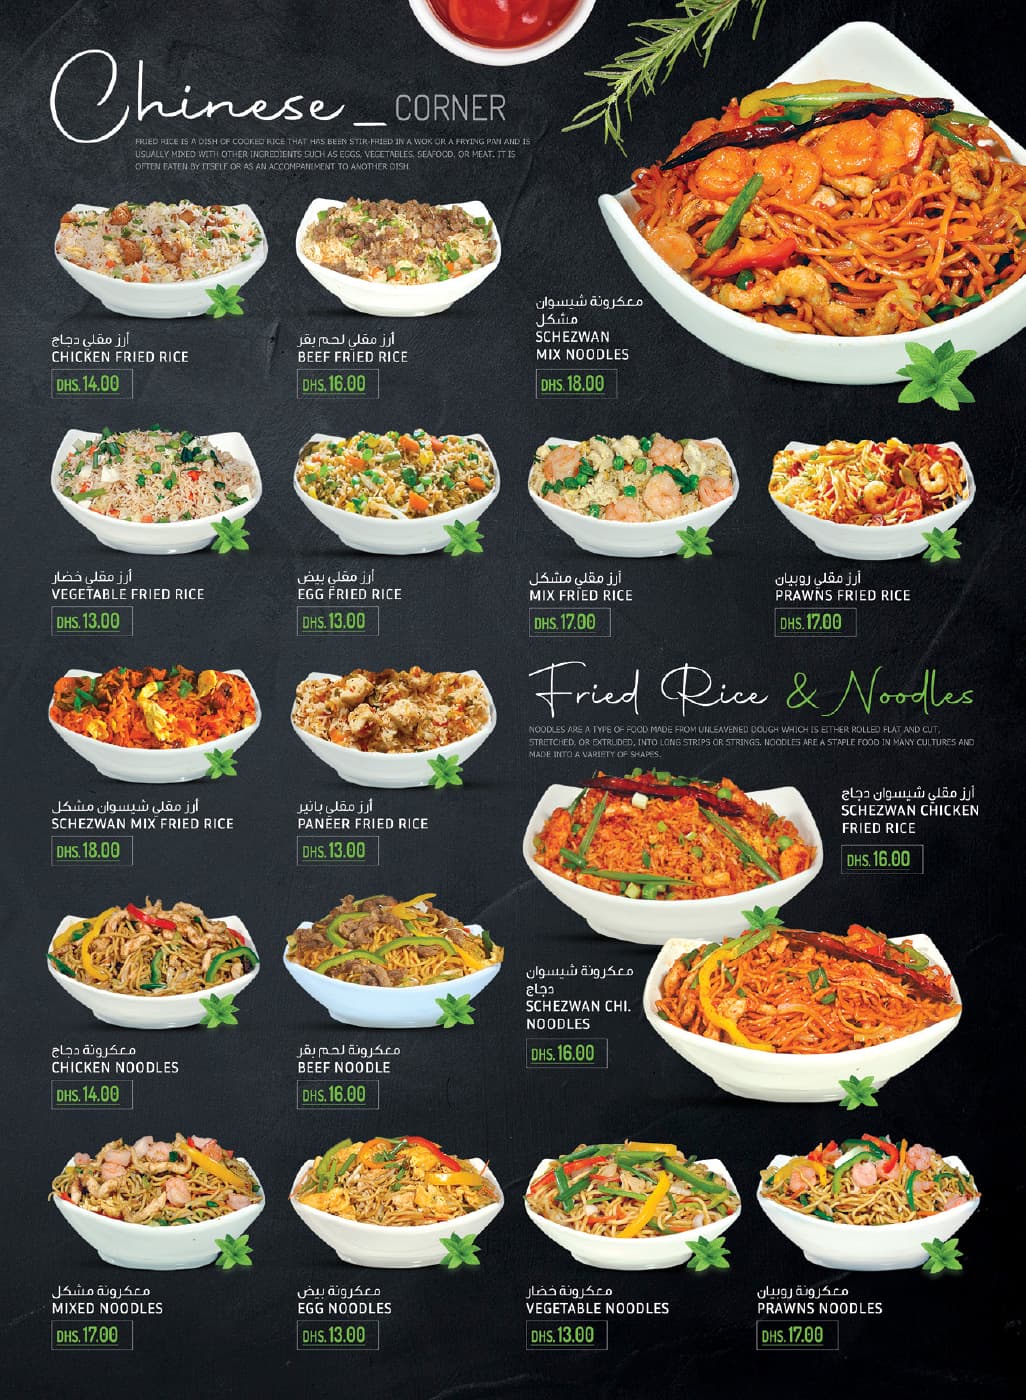 Chinese _ CORNER
FRIED RICE IS A DISH OF COOKED RICE THAT HAS BEEN STIR-FRIED IN A WOK OR A FRYING PAN AND IS
USUALLY MIXED WITH OTHER INGREDIENTS SUCH AS EGGS, VEGETABLES, SEAFOOD, OR MEAT. IT IS
OFTEN EATEN BY ITSELF OR AS AN ACCOMPANIMENT TO ANOTHER DISH.
أرز مقلي دجاج
CHICKEN FRIED RICE
DHS. 14.00
أرز مقلي لحم بقر
BEEF FRIED RICE
DHS. 16.00
معكرونة شيسوان
مشكل
SCHEZWAN
MIX NOODLES
DHS. 18.00
أرز مقلي خضار
VEGETABLE FRIED RICE
DHS. 13.00
أرز مقلي بيض
EGG FRIED RICE
DHS. 13.00
أرز مقلي مشكل
MIX FRIED RICE
DHS. 17.00
أرز مقلي روبيان
PRAWNS FRIED RICE
DHS. 17.00
أرز مقلي شيسوان مشكل
SCHEZWAN MIX FRIED RICE
DHS. 18.00
أرز مقلي بانير
PANEER FRIED RICE
DHS. 13.00
Fried Rice & Noodles
NOODLES ARE A TYPE OF FOOD MADE FROM UNLEAVENED DOUGH WHICH IS EITHER ROLLED FLAT AND CUT,
STRETCHED, OR EXTRUDED, INTO LONG STRIPS OR STRINGS. NOODLES ARE A STAPLE FOOD IN MANY CULTURES AND
MADE INTO A VARIETY OF SHAPES.
أرز مقلي شيسوان دجاج
SCHEZWAN CHICKEN
FRIED RICE
DHS. 16.00
معكرونة شيسوان
دجاج
SCHEZWAN CHI.
NOODLES
DHS. 16.00
معكرونة دجاج
CHICKEN NOODLES
DHS. 14.00
معكرونة لحم بقر
BEEF NOODLE
DHS. 16.00
معكرونة مشكل
MIXED NOODLES
DHS. 17.00
معكرونة بيض
EGG NOODLES
DHS. 13.00
معكرونة خضار
VEGETABLE NOODLES
DHS. 13.00
معكرونة روبيان
PRAWNS NOODLES
DHS. 17.00